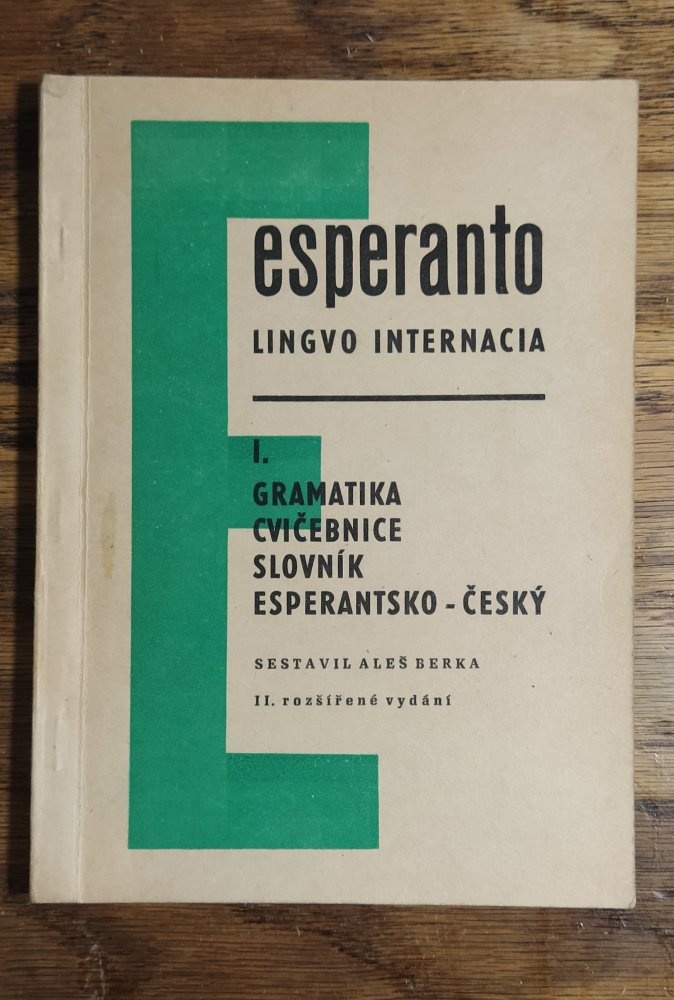 esperanto
LINGVO INTERNACIA
I.
GRAMATIKA
CVIČEBNICE
SLOVNÍK
ESPERANTSKO - ČESKÝ
SESTAVIL ALEŠ BERKA
II. rozšířené vydání